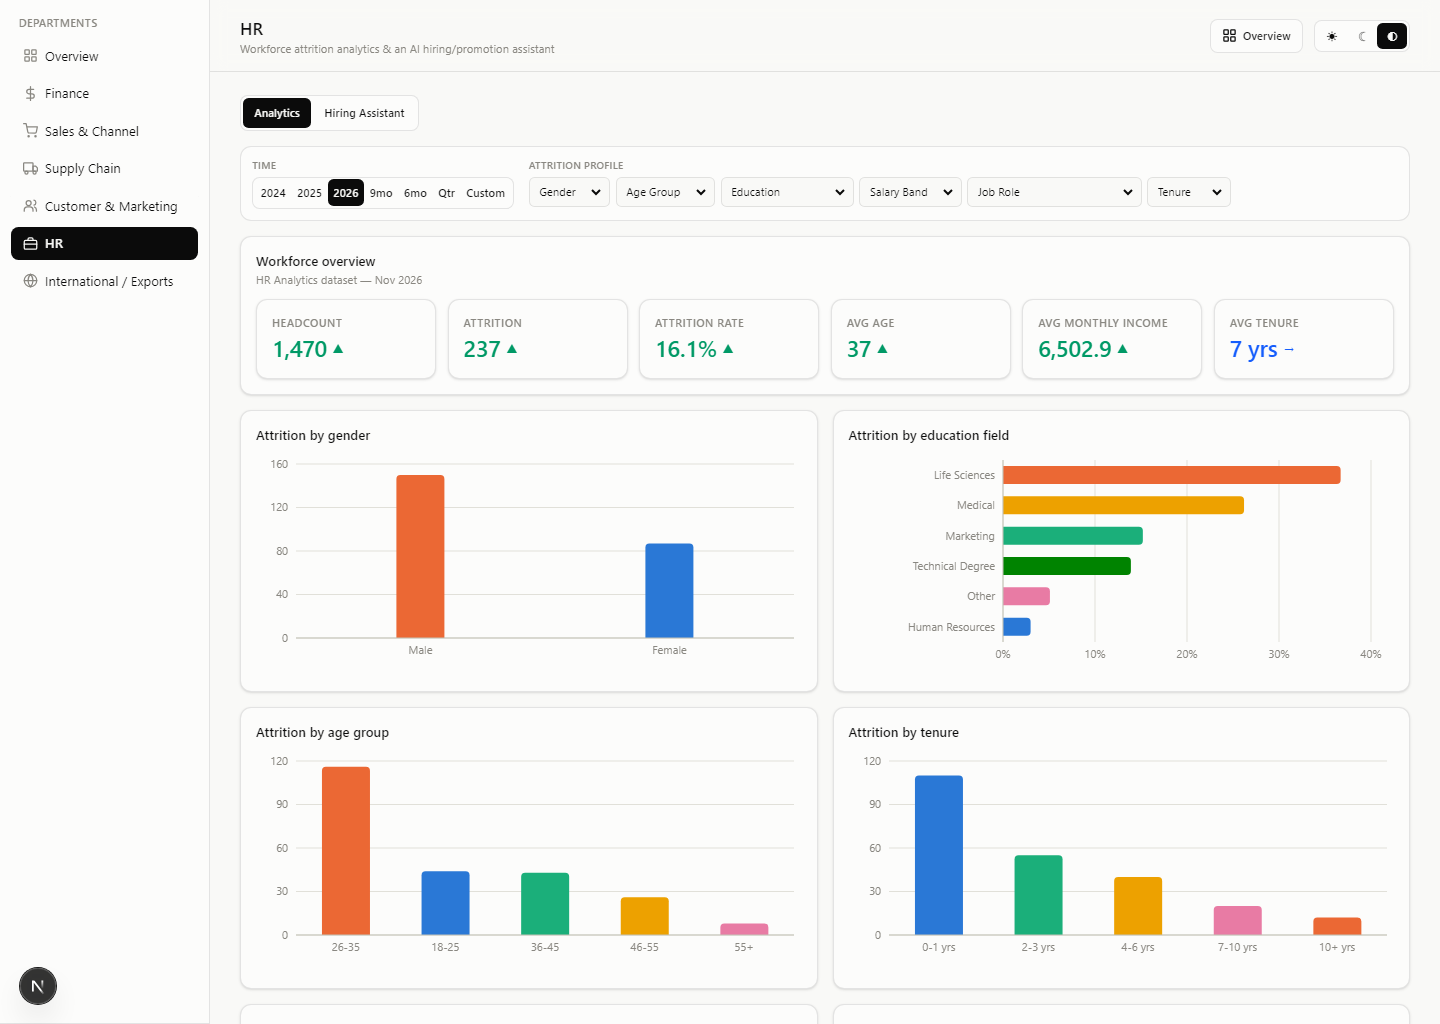 DEPARTMENTS
Overview
Finance
Sales & Channel
Supply Chain
Customer & Marketing
HR
International / Exports
N
HR
Workforce attrition analytics & an AI hiring/promotion assistant
Overview
Analytics
Hiring Assistant
TIME
2024 2025 2026 9mo 6mo Qtr Custom
ATTRITION PROFILE
Gender Age Group Education Salary Band Job Role Tenure
Workforce overview
HR Analytics dataset — Nov 2026
HEADCOUNT
1,470 ▲
ATTRITION
237 ▲
ATTRITION RATE
16.1% ▲
AVG AGE
37 ▲
AVG MONTHLY INCOME
6,502.9 ▲
AVG TENURE
7 yrs →
Attrition by gender
160
120
80
40
0
Male Female
Attrition by education field
Life Sciences
Medical
Marketing
Technical Degree
Other
Human Resources
0% 10% 20% 30% 40%
Attrition by age group
120
90
60
30
0
26-35 18-25 36-45 46-55 55+
Attrition by tenure
120
90
60
30
0
0-1 yrs 2-3 yrs 4-6 yrs 7-10 yrs 10+ yrs